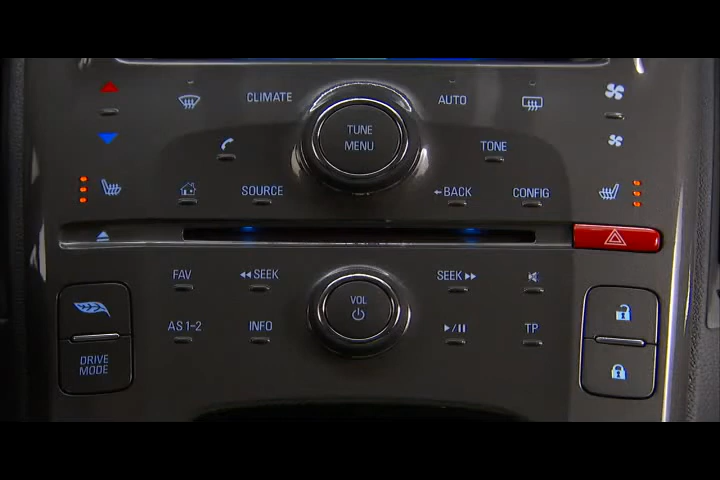 CLIMATE
TUNE
MENU
AUTO
TONE
SOURCE
←BACK
CONFIG
FAV
◀◀SEEK
SEEK▶▶
VOL
AS 1-2
INFO
▶/II
TP
DRIVE
MODE